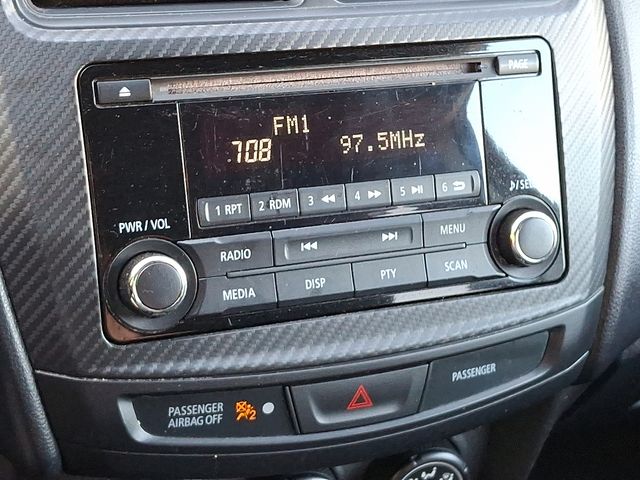 PAGE
FM1
708 97.5MHz
1 RPT 2 RDM 3 4 5 6
PWR / VOL
RADIO MENU
MEDIA DISP PTY SCAN
PASSENGER
AIRBAG OFF
2
PASSENGER